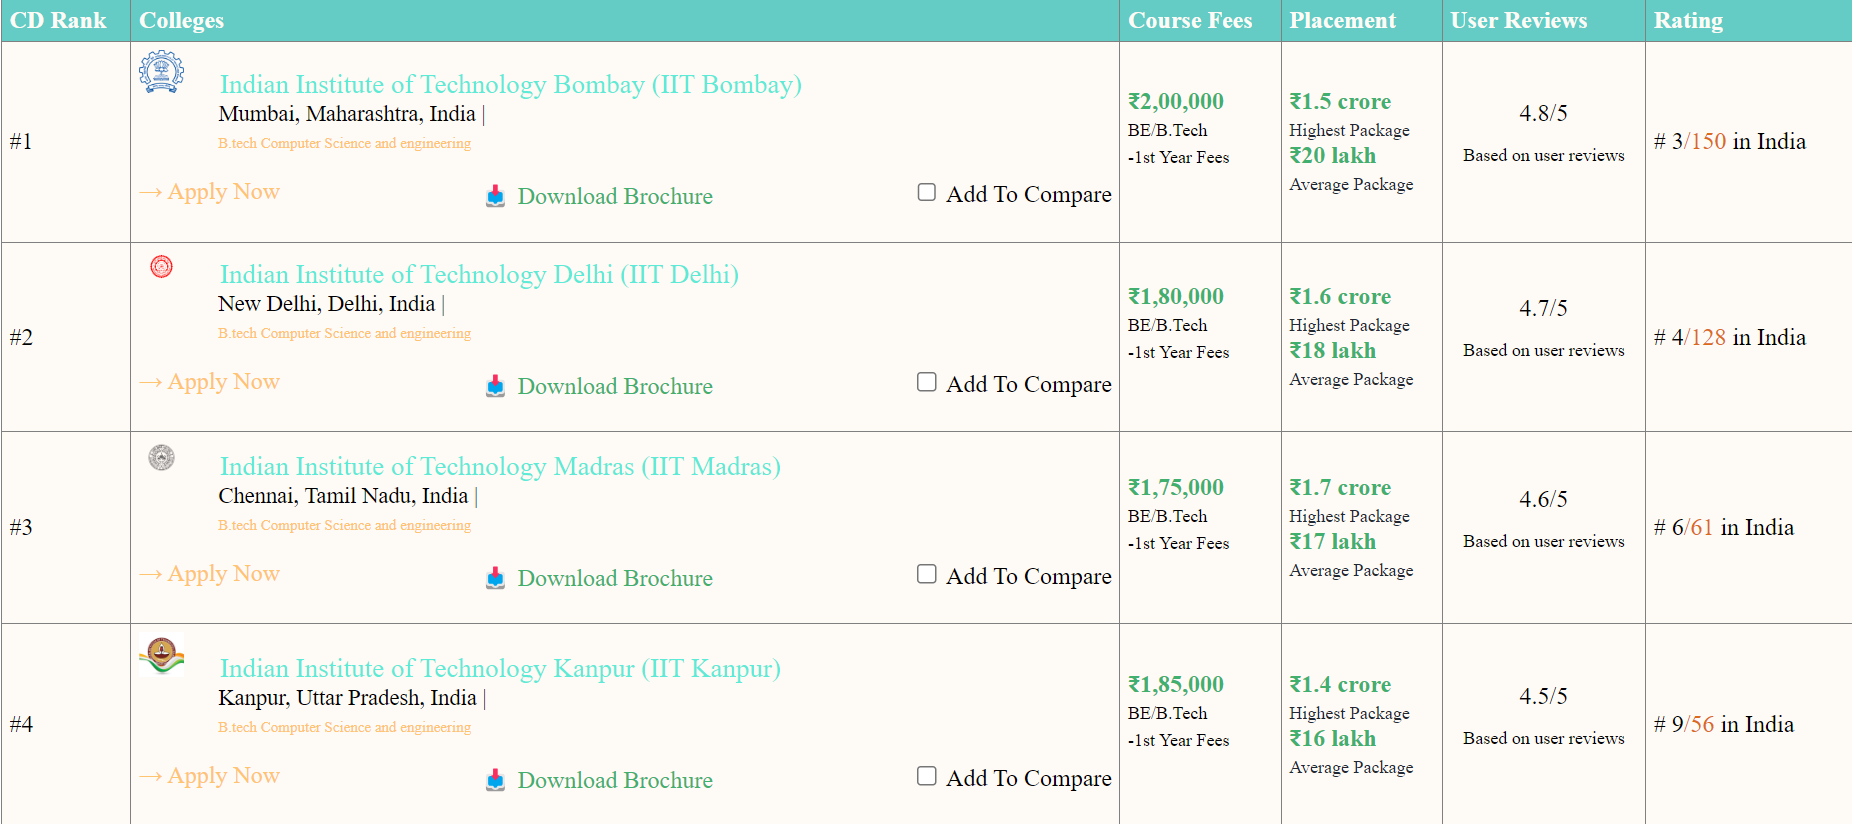 CD Rank Colleges Course Fees Placement User Reviews Rating
#1
Indian Institute of Technology Bombay (IIT Bombay)
Mumbai, Maharashtra, India |
B.tech Computer Science and engineering
→ Apply Now
Download Brochure
Add To Compare
₹2,00,000
BE/B.Tech
-1st Year Fees
₹1.5 crore
Highest Package
₹20 lakh
Average Package
4.8/5
Based on user reviews
# 3/150 in India
#2
Indian Institute of Technology Delhi (IIT Delhi)
New Delhi, Delhi, India |
B.tech Computer Science and engineering
→ Apply Now
Download Brochure
Add To Compare
₹1,80,000
BE/B.Tech
-1st Year Fees
₹1.6 crore
Highest Package
₹18 lakh
Average Package
4.7/5
Based on user reviews
# 4/128 in India
#3
Indian Institute of Technology Madras (IIT Madras)
Chennai, Tamil Nadu, India |
B.tech Computer Science and engineering
→ Apply Now
Download Brochure
Add To Compare
₹1,75,000
BE/B.Tech
-1st Year Fees
₹1.7 crore
Highest Package
₹17 lakh
Average Package
4.6/5
Based on user reviews
# 6/61 in India
#4
Indian Institute of Technology Kanpur (IIT Kanpur)
Kanpur, Uttar Pradesh, India |
B.tech Computer Science and engineering
→ Apply Now
Download Brochure
Add To Compare
₹1,85,000
BE/B.Tech
-1st Year Fees
₹1.4 crore
Highest Package
₹16 lakh
Average Package
4.5/5
Based on user reviews
# 9/56 in India